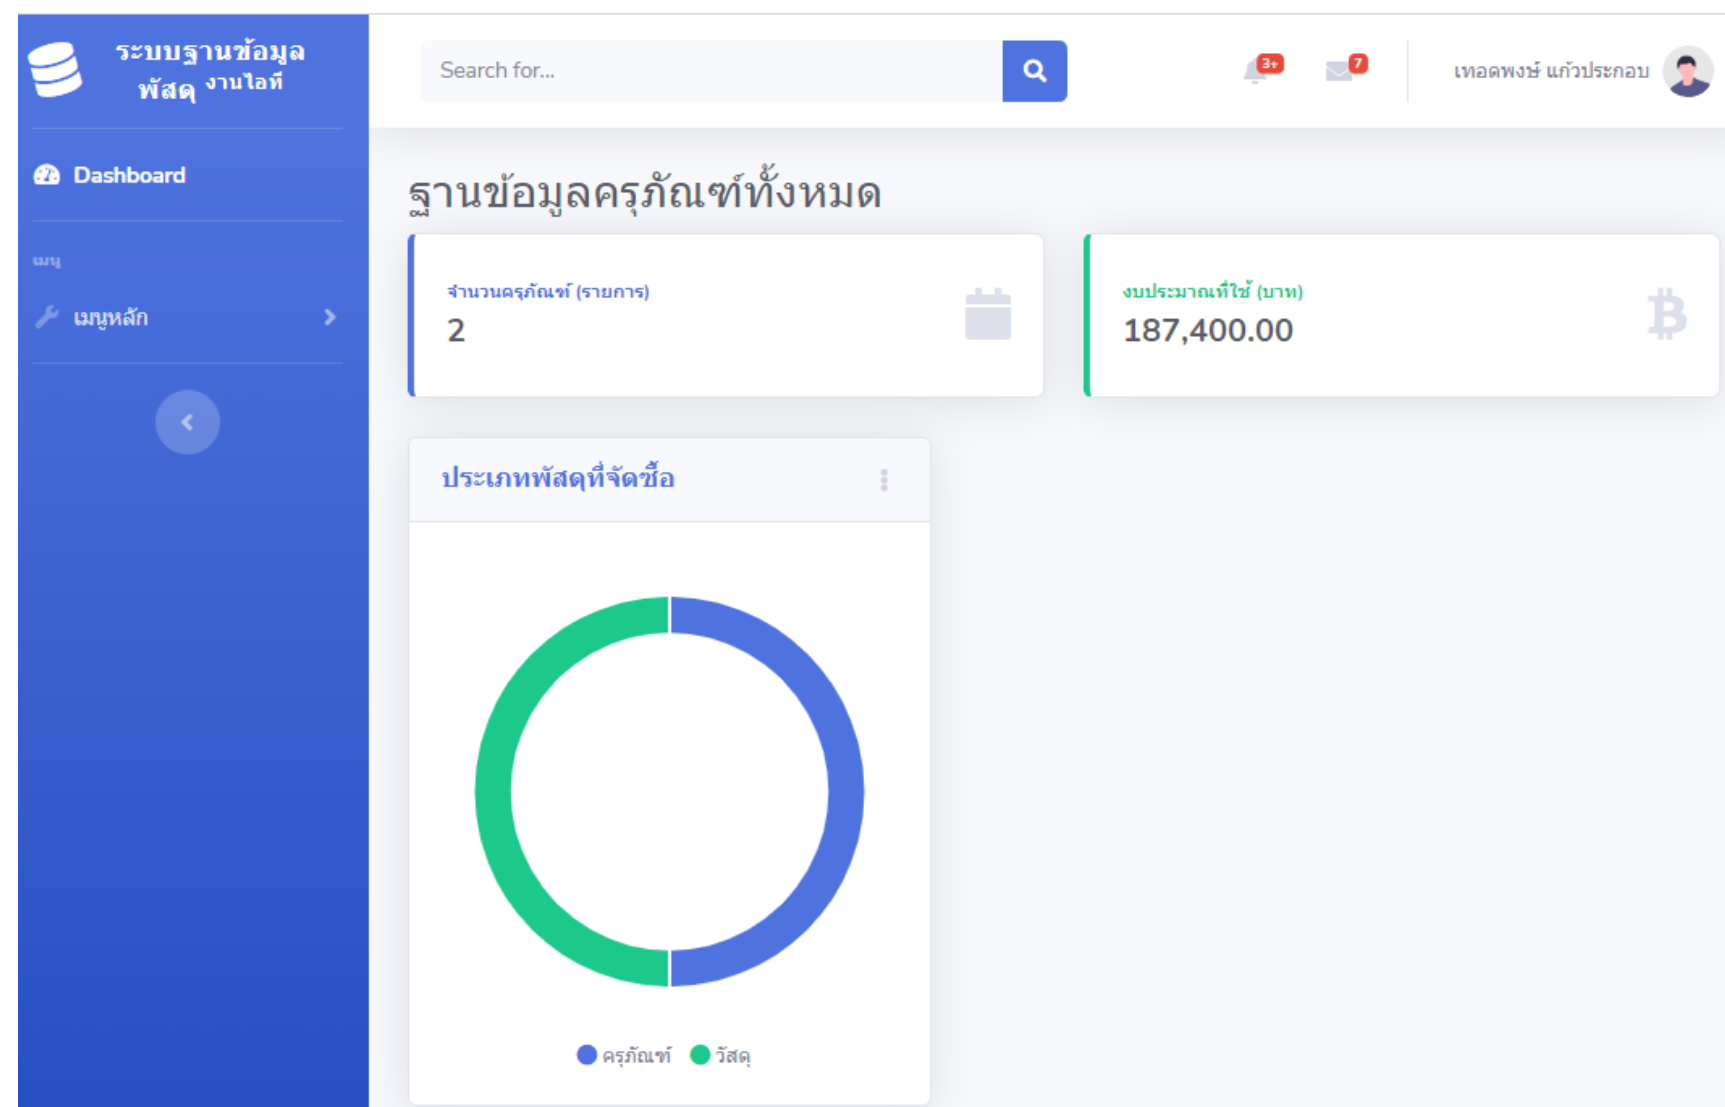 ระบบฐานข้อมูล
พัสดุ งานไอที
Dashboard
เมนู
เมนูหลัก
Search for...
3+
7
เทอดพงษ์ แก้วประกอบ
ฐานข้อมูลครุภัณฑ์ทั้งหมด
จำนวนครุภัณฑ์ (รายการ)
2
งบประมาณที่ใช้ (บาท)
187,400.00
ประเภทพัสดุที่จัดซื้อ
ครุภัณฑ์ วัสดุ